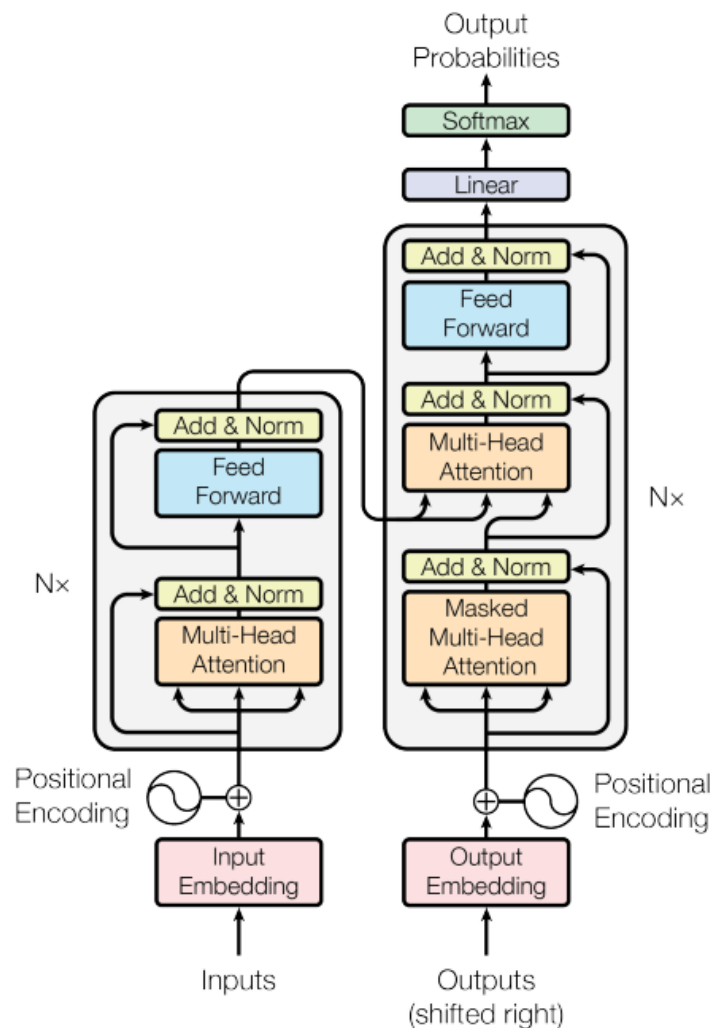 Output
Probabilities
Softmax
Linear
Add & Norm
Feed
Forward
Add & Norm
Multi-Head
Attention
Add & Norm
Masked
Multi-Head
Attention
N×
Add & Norm
Feed
Forward
Add & Norm
Multi-Head
Attention
N×
Positional
Encoding
Positional
Encoding
Input
Embedding
Output
Embedding
Inputs
Outputs
(shifted right)